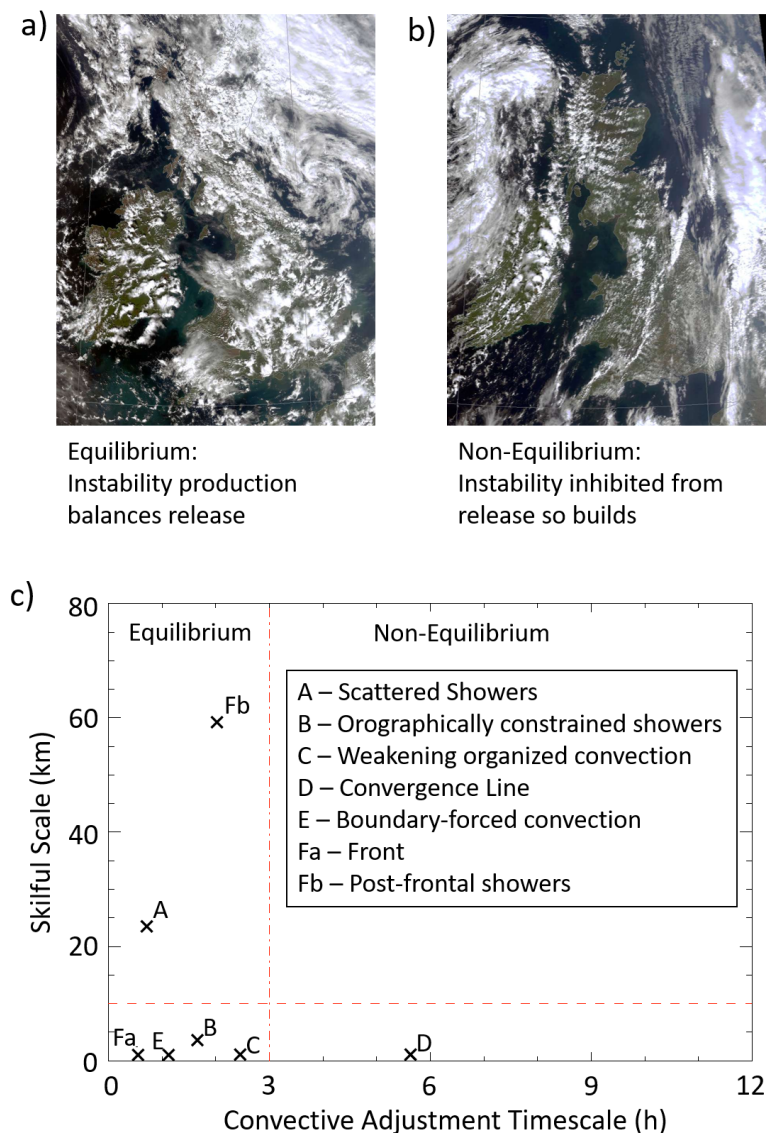 a)
b)
Equilibrium:
Instability production
balances release
Non-Equilibrium:
Instability inhibited from
release so builds
c)
80
60
40
20
0
Skilful Scale (km)
Equilibrium
Non-Equilibrium
A – Scattered Showers
B – Orographically constrained showers
C – Weakening organized convection
D – Convergence Line
E – Boundary-forced convection
Fa – Front
Fb – Post-frontal showers
Fb
A
Fa
E
B
C
D
0 3 6 9 12
Convective Adjustment Timescale (h)